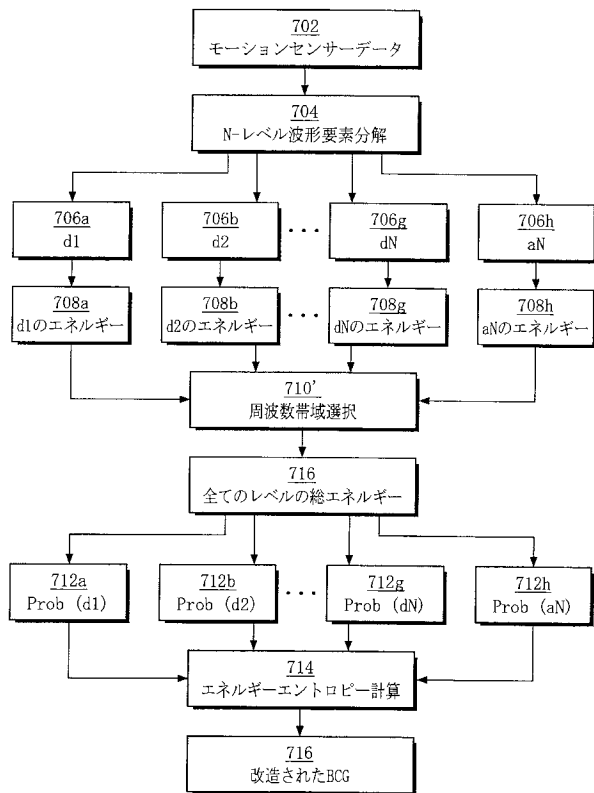 702
モーションセンサーデータ
704
N-レベル波形要素分解
706a
d1
706b
d2
...
706g
dN
706h
aN
708a
d1のエネルギー
708b
d2のエネルギー
...
708g
dNのエネルギー
708h
aNのエネルギー
710'
周波数帯域選択
716
全てのレベルの総エネルギー
712a
Prob (d1)
712b
Prob (d2)
...
712g
Prob (dN)
712h
Prob (aN)
714
エネルギーエントロピー計算
716
改造されたBCG